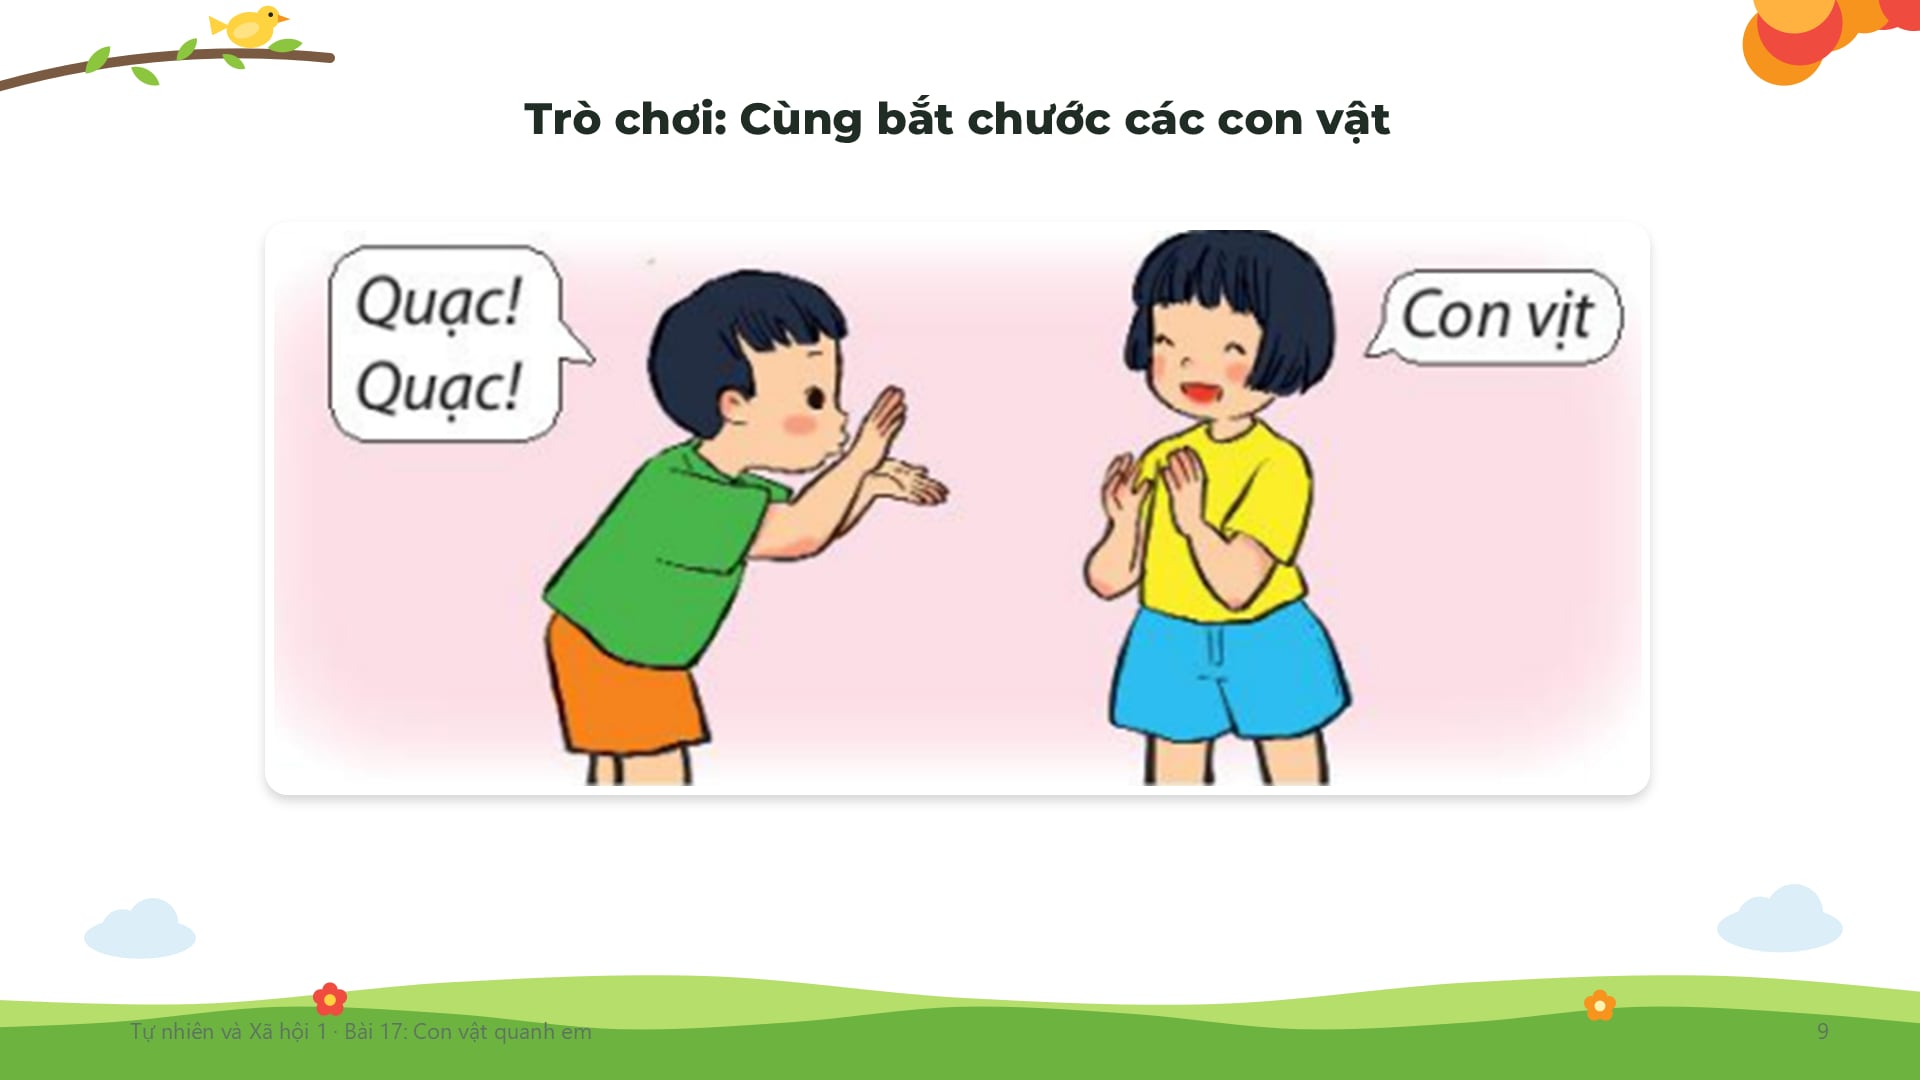 Trò chơi: Cùng bắt chước các con vật
Quạc!
Quạc!
Con vịt
Tự nhiên và Xã hội 1 · Bài 17: Con vật quanh em
9